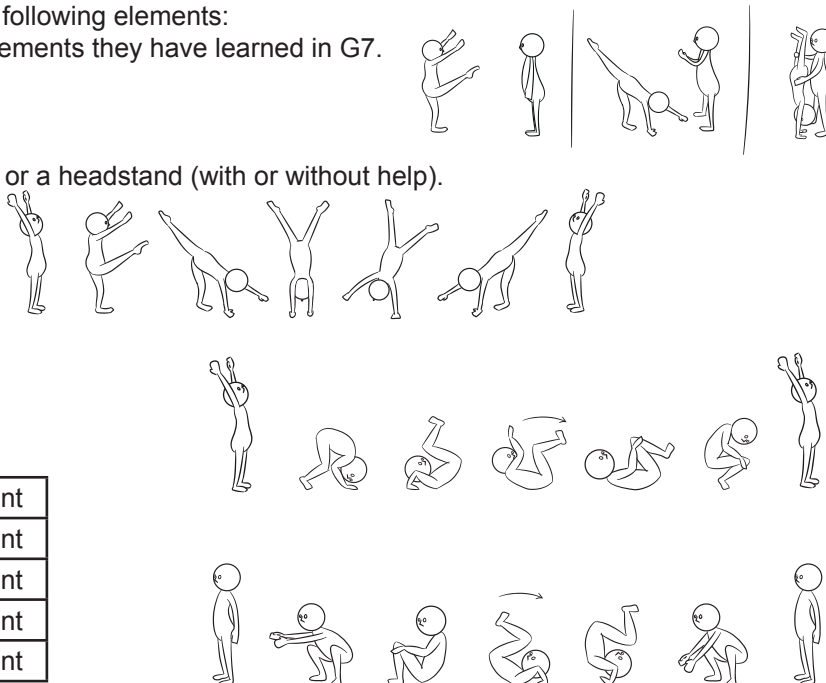 following elements:
ements they have learned in G7.
or a headstand (with or without help).
nt
nt
nt
nt
nt